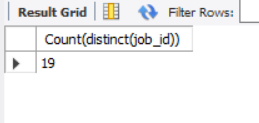 Result Grid Filter Rows:
Count(distinct(job_id))
19